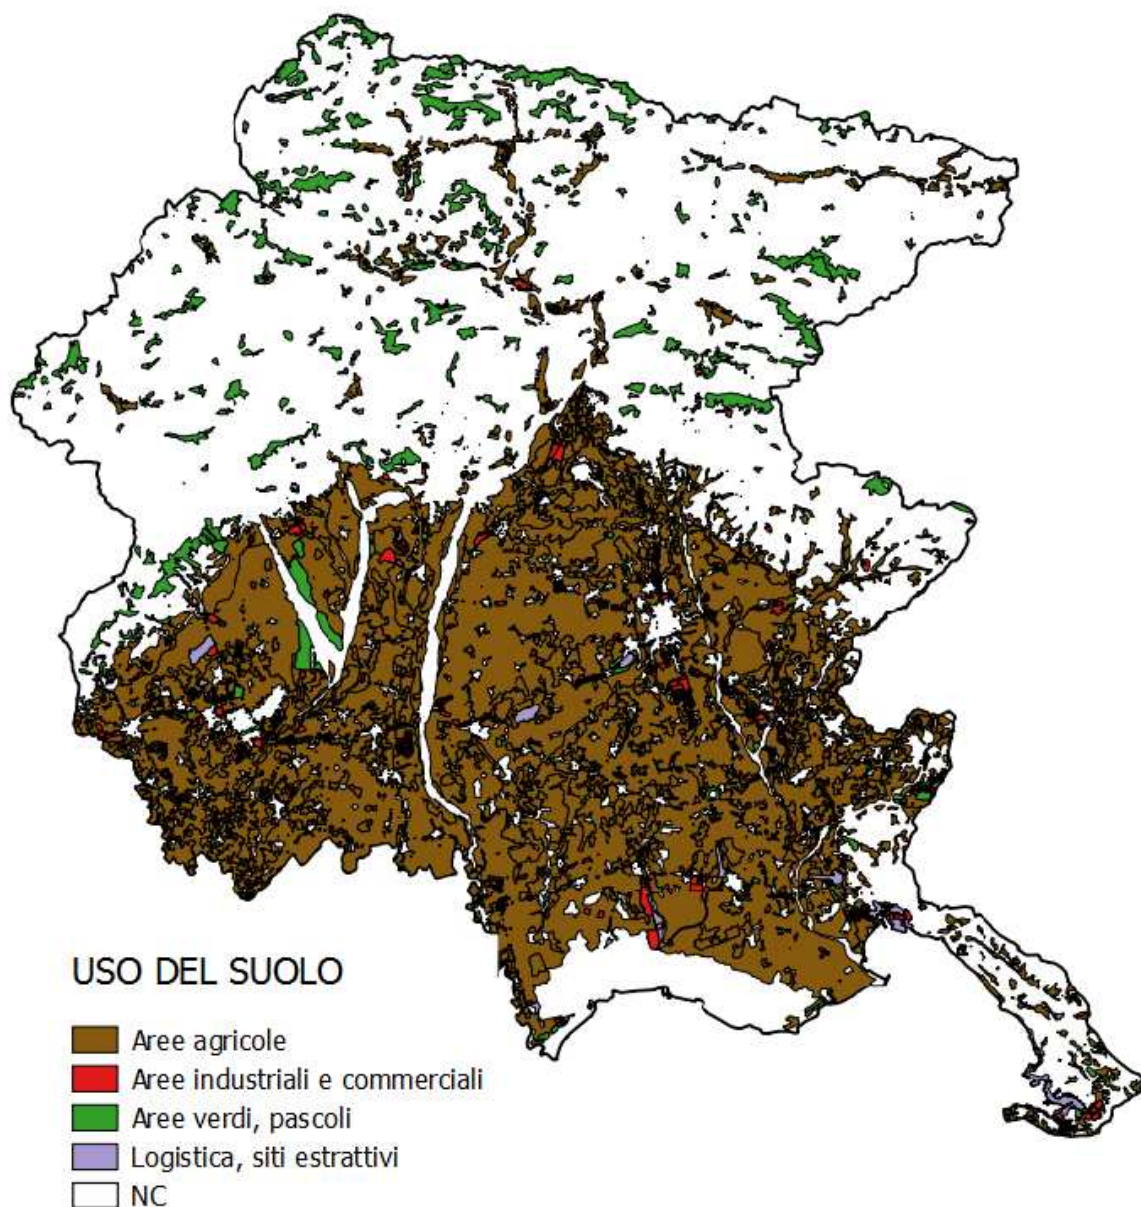 USO DEL SUOLO
Aree agricole
Aree industriali e commerciali
Aree verdi, pascoli
Logistica, siti estrattivi
NC